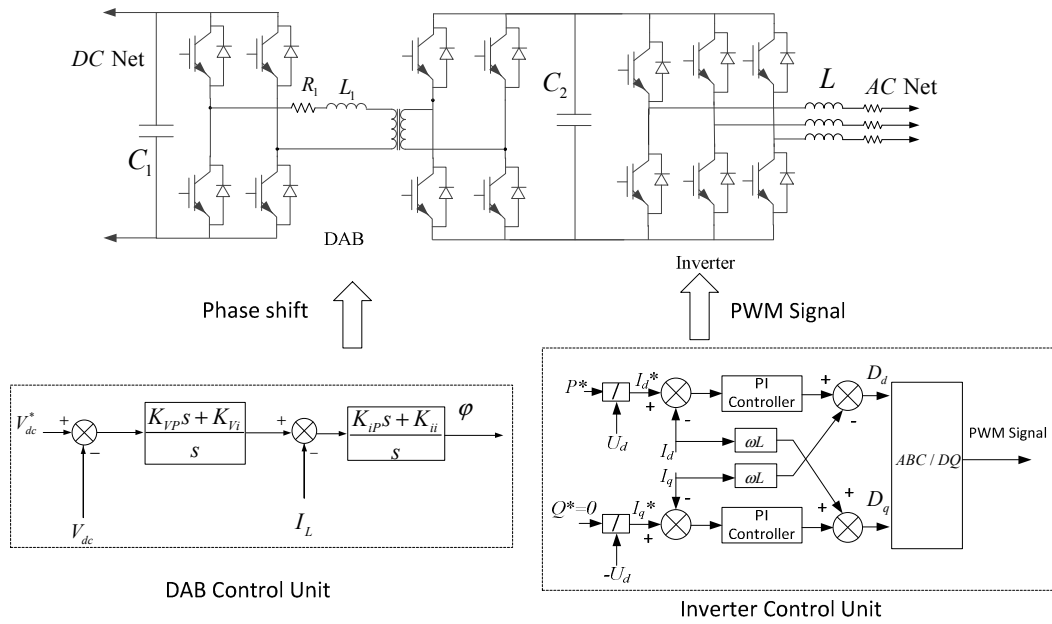 DC Net
C₁
R₁
L₁
C₂
L
AC Net
DAB
Inverter
Phase shift
PWM Signal
V*dc
+
−
Vdc
KVPs+KVi
s
+
−
IL
KiPs+Kii
s
φ
DAB Control Unit
P*
/
Ud
Id*
+
-
PI
Controller
+
-
Dd
Id
ωL
Iq
ωL
Q*=0
/
-Ud
Iq*
-
+
PI
Controller
+
+
Dq
ABC / DQ
PWM Signal
Inverter Control Unit